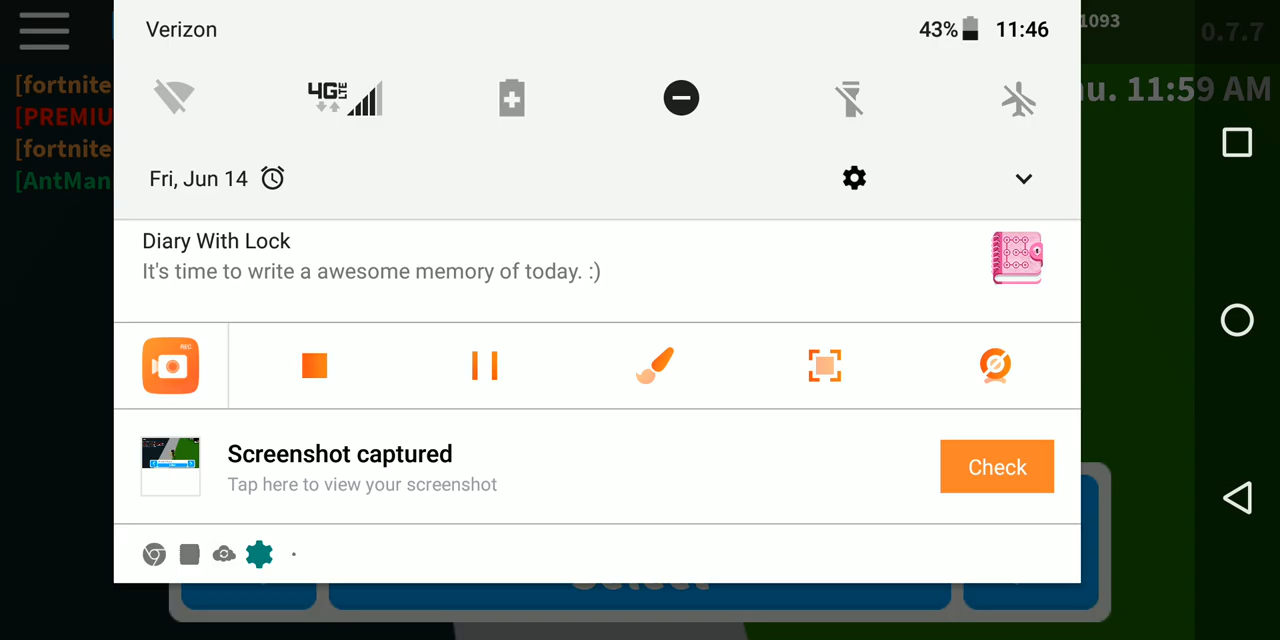 Verizon
43% 11:46
1093
0.7.7
4G LTE
[fortnite
u. 11:59 AM
[PREMIU
[fortnite
[AntMan
Fri, Jun 14
Diary With Lock
It's time to write a awesome memory of today. :)
REC
Screenshot captured
Tap here to view your screenshot
Check
Select